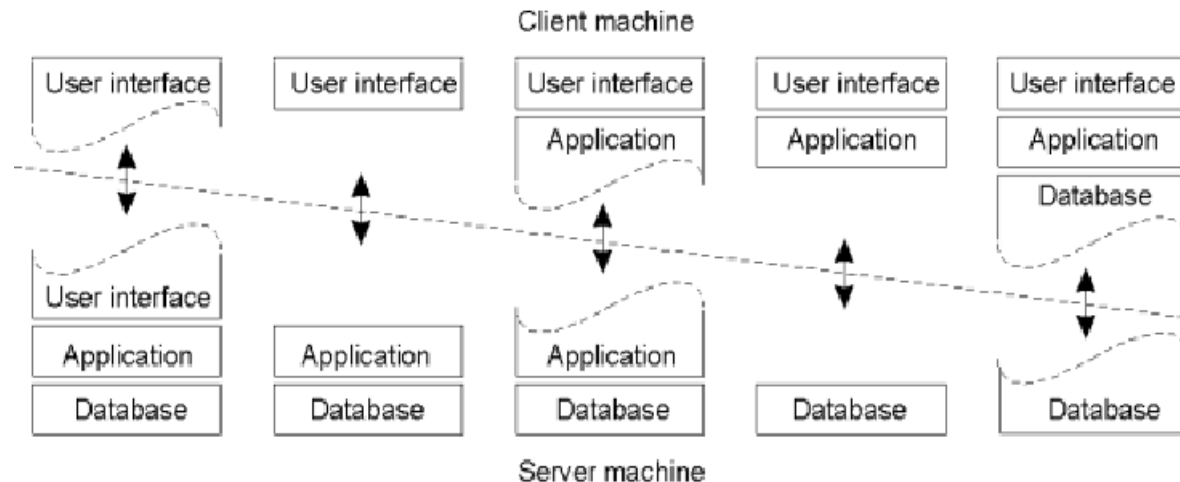 Client machine
User interface User interface User interface User interface User interface
Application Application Application
Database
User interface
Application Application Application
Database Database Database Database Database
Server machine